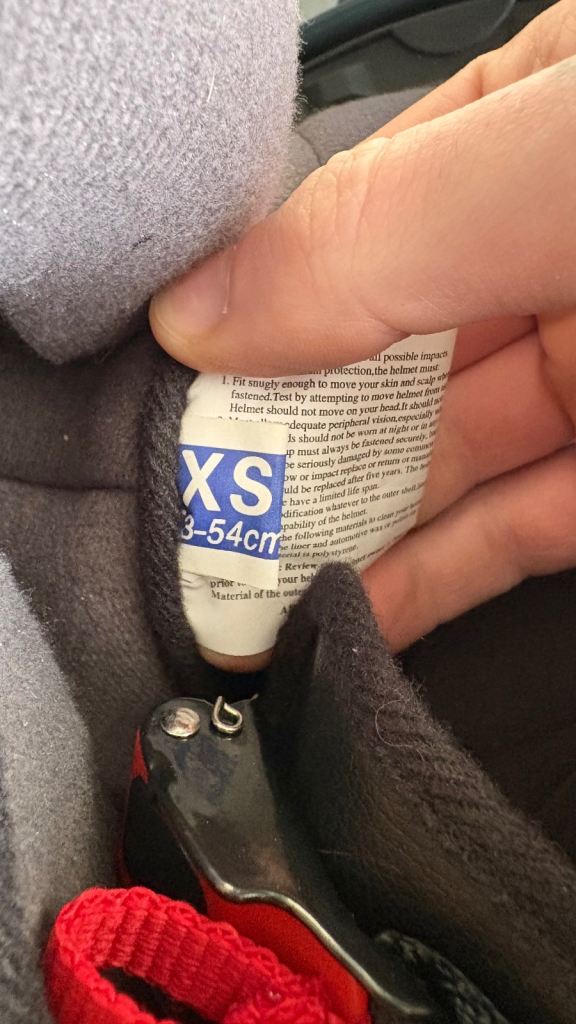 all possible impacts
protection,the helmet must:
1. Fit snugly enough to move your skin and scalp
fastened.Test by attempting to move helmet from
Helmet should not move on your head.It should
adequate peripheral vision,especially
should not be worn at night or in
must always be fastened securely,
be seriously damaged by some
or impact replace or return or
be replaced after five years. The
have a limited life span.
whatever to the outer
of the helmet.
the following materials to clean your
liner and automotive wax or
is polystyrene.
Review
prior your
Material of the
XS
3-54cm